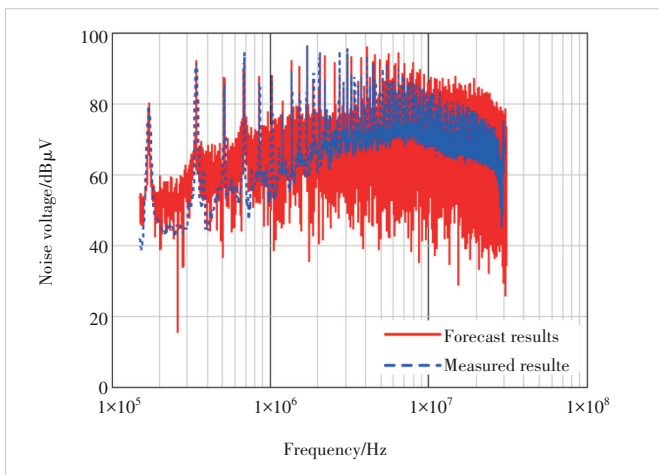 100
80
60
40
20
0
Noise voltage/dBμV
Forecast results
Measured resulte
1×10⁵
1×10⁶
1×10⁷
1×10⁸
Frequency/Hz